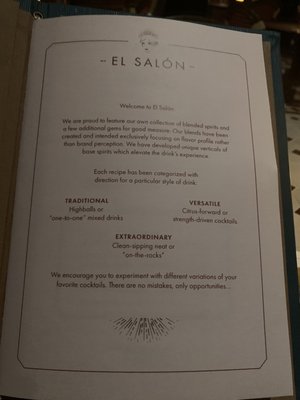 - EL SALÓN -
Welcome to El Salón
We are proud to feature our own collection of blended spirits and
a few additional gems for good measure. Our blends have been
created and intended exclusively focusing on flavor profile rather
than brand perception. We have developed unique verticals of
base spirits which elevate the drink's experience.
Each recipe has been categorized with
direction for a particular style of drink:
TRADITIONAL
Highballs or
"one-to-one" mixed drinks
VERSATILE
Citrus-forward or
strength-driven cocktails
EXTRAORDINARY
Clean-sipping neat or
"on-the-rocks"
We encourage you to experiment with different variations of your
favorite cocktails. There are no mistakes, only opportunities...